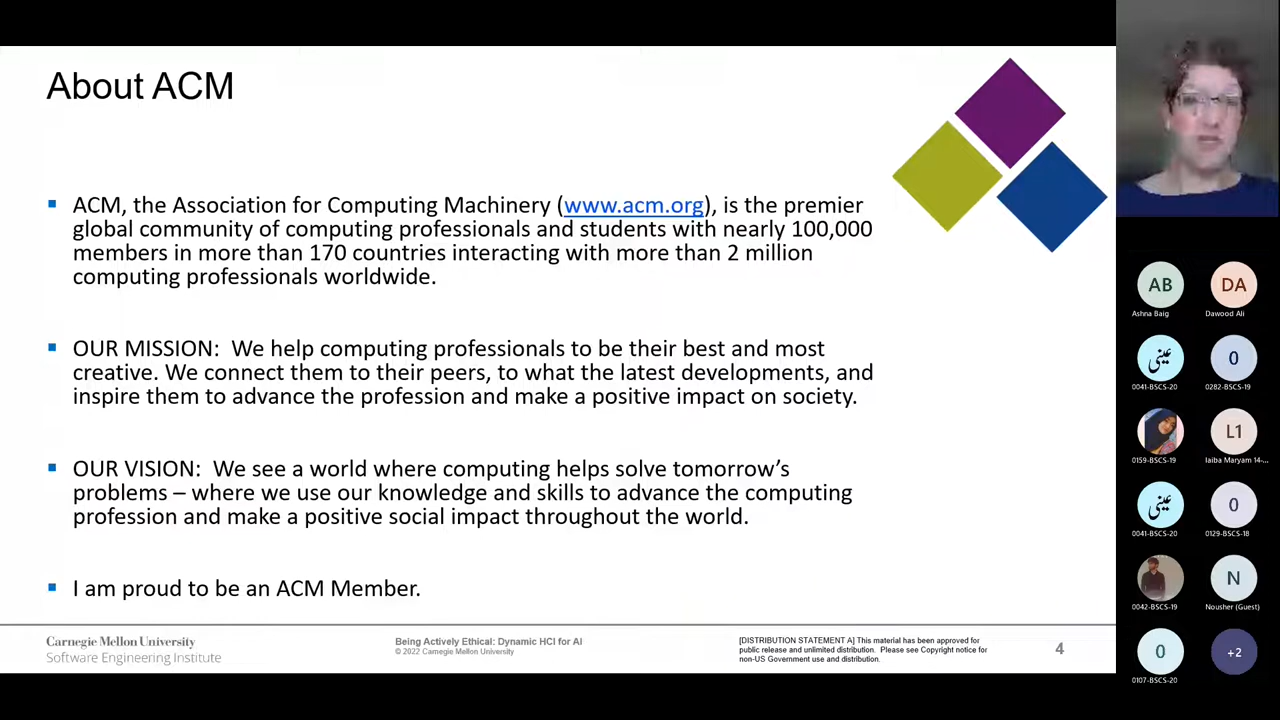 About ACM
ACM, the Association for Computing Machinery (www.acm.org), is the premier
global community of computing professionals and students with nearly 100,000
members in more than 170 countries interacting with more than 2 million
computing professionals worldwide.
OUR MISSION: We help computing professionals to be their best and most
creative. We connect them to their peers, to what the latest developments, and
inspire them to advance the profession and make a positive impact on society.
OUR VISION: We see a world where computing helps solve tomorrow’s
problems – where we use our knowledge and skills to advance the computing
profession and make a positive social impact throughout the world.
I am proud to be an ACM Member.
Carnegie Mellon University
Software Engineering Institute
Being Actively Ethical: Dynamic HCI for AI
© 2022 Carnegie Mellon University
[DISTRIBUTION STATEMENT A] This material has been approved for
public release and unlimited distribution. Please see Copyright notice for
non-US Government use and distribution.
4
AB
DA
Ashna Baig
Dawood Ali
عینی
0
0041-BSCS-20
0282-BSCS-19
L1
0159-BSCS-19
laiba Maryam 14-...
عینی
0
0041-BSCS-20
0129-BSCS-18
N
0042-BSCS-19
Nousher (Guest)
0
+2
0107-BSCS-20